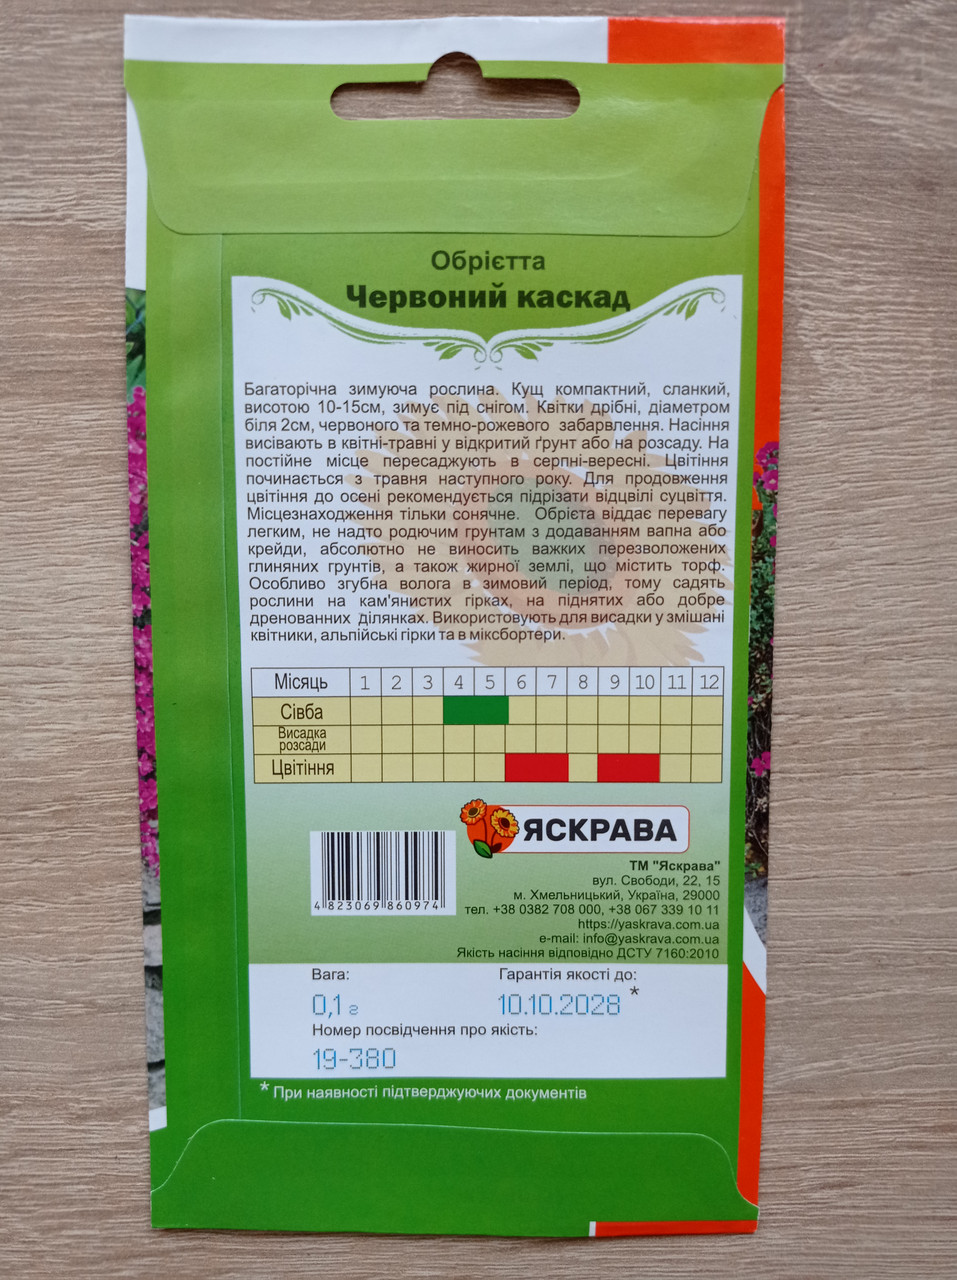 Обрієтта
Червоний каскад
Багаторічна зимуюча рослина. Кущ компактний, сланкий,
висотою 10-15см, зимує під снігом. Квітки дрібні, діаметром
біля 2см, червоного та темно-рожевого забарвлення. Насіння
висівають в квітні-травні у відкритий ґрунт або на розсаду. На
постійне місце пересаджують в серпні-вересні. Цвітіння
починається з травня наступного року. Для продовження
цвітіння до осені рекомендується підрізати відцвілі суцвіття.
Місцезнаходження тільки сонячне. Обрієта віддає перевагу
легким, не надто родючим грунтам з додаванням вапна або
крейди, абсолютно не виносить важких перезволожених
глиняних грунтів, а також жирної землі, що містить торф.
Особливо згубна волога в зимовий період, тому садять
рослини на кам'янистих гірках, на піднятих або добре
дренованних ділянках. Використовують для висадки у змішані
квітники, альпійські гірки та в міксбортери.
Місяць 1 2 3 4 5 6 7 8 9 10 11 12
Сівба
Висадка
розсади
Цвітіння
ЯСКРАВА
ТМ "Яскрава"
вул. Свободи, 22, 15
м. Хмельницький, Україна, 29000
тел. +38 0382 708 000, +38 067 339 10 11
https://yaskrava.com.ua
e-mail: info@yaskrava.com.ua
Якість насіння відповідно ДСТУ 7160:2010
4 823069 860974
Вага: Гарантія якості до:
0,1 г 10.10.2028 *
Номер посвідчення про якість:
19-380
* При наявності підтверджуючих документів